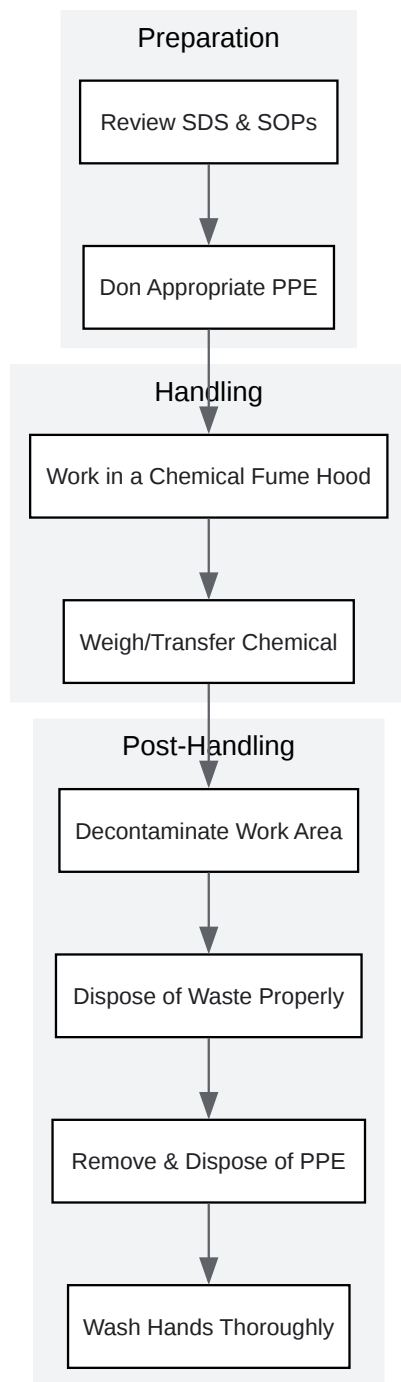 Preparation
Review SDS & SOPs
Don Appropriate PPE
Handling
Work in a Chemical Fume Hood
Weigh/Transfer Chemical
Post-Handling
Decontaminate Work Area
Dispose of Waste Properly
Remove & Dispose of PPE
Wash Hands Thoroughly